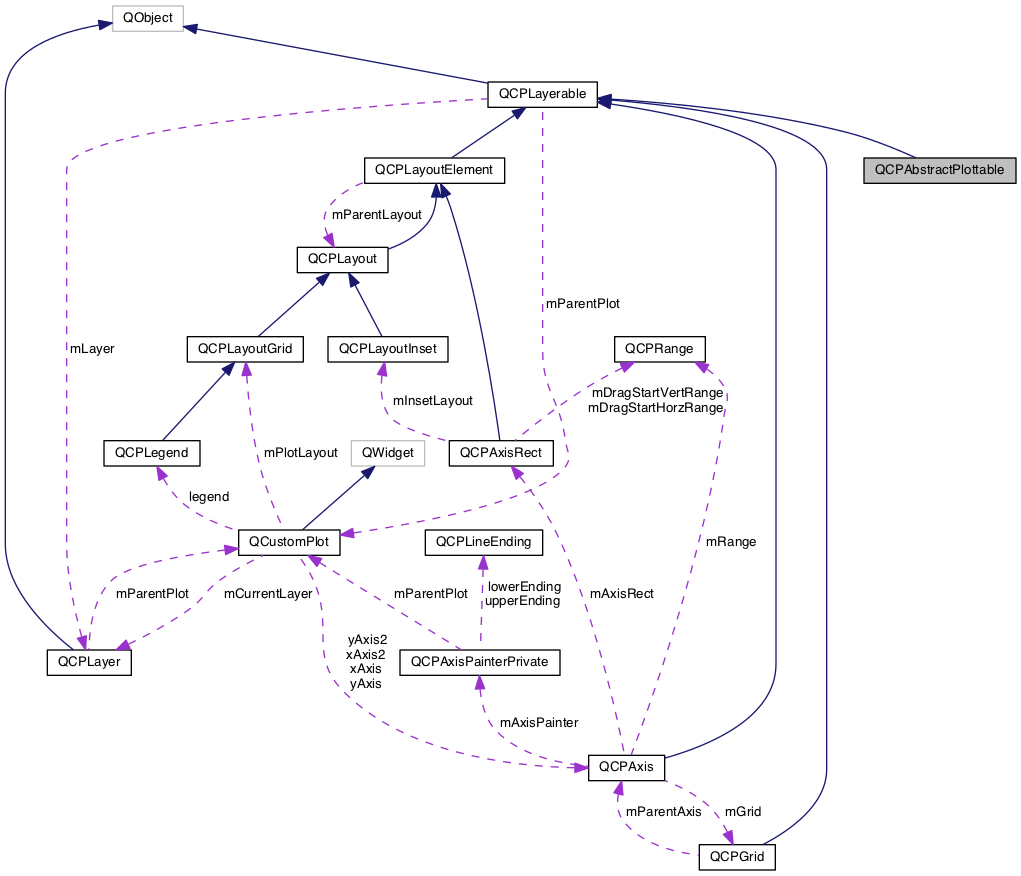 QObject
QCPLayerable
QCPLayoutElement
QCPAbstractPlottable
mParentLayout
QCPLayout
mParentPlot
mLayer
QCPLayoutGrid
QCPLayoutInset
QCPRange
mInsetLayout
mDragStartVertRange
mDragStartHorzRange
QCPLegend
mPlotLayout
QWidget
QCPAxisRect
legend
QCustomPlot
QCPLineEnding
mRange
mParentPlot
mCurrentLayer
mParentPlot
lowerEnding
upperEnding
mAxisRect
yAxis2
xAxis2
xAxis
yAxis
QCPLayer
QCPAxisPainterPrivate
mAxisPainter
QCPAxis
mParentAxis
mGrid
QCPGrid